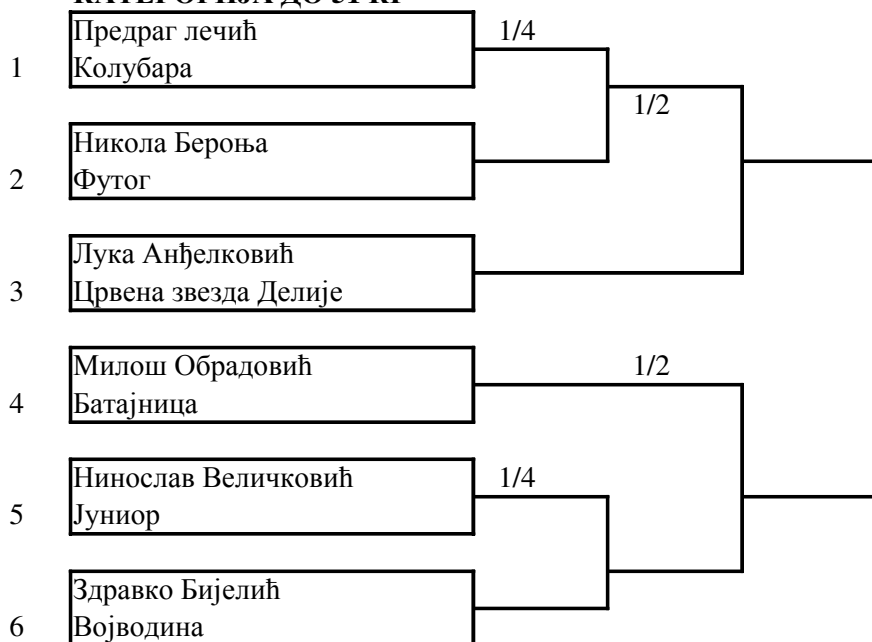 Предраг лечић
1/4
1 Колубара
1/2
Никола Бероња
2 Футог
Лука Анђелковић
3 Црвена звезда Делије
Милош Обрадовић
1/2
4 Батајница
Нинослав Величковић
1/4
5 Јуниор
Здравко Бијелић
6 Војводина